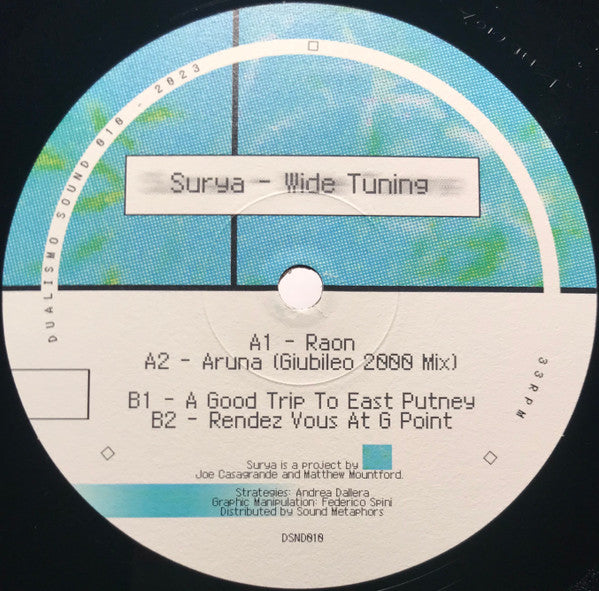 DUALISMO SOUND 010 - 2023
Surya - Wide Tuning
A1 - Raon
A2 - Aruna (Giubileo 2000 Mix)
33RPM
B1 - A Good Trip To East Putney
B2 - Rendez Vous At G Point
Surya is a project by
Joe Casagrande and Matthew Mountford.
Strategies: Andrea Dallera
Graphic Manipulation: Federico Spini
Distributed by Sound Metaphors
DSND010